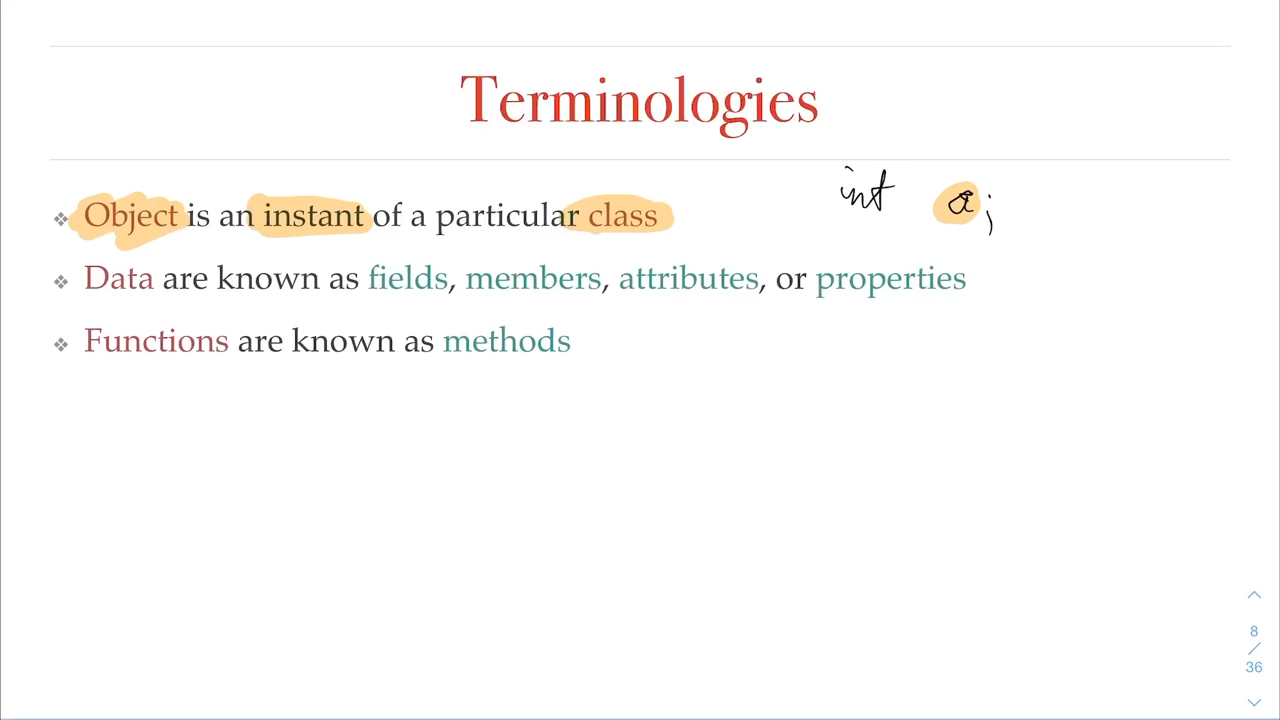 Terminologies
int a;
Object is an instant of a particular class
Data are known as fields, members, attributes, or properties
Functions are known as methods
8
/
36